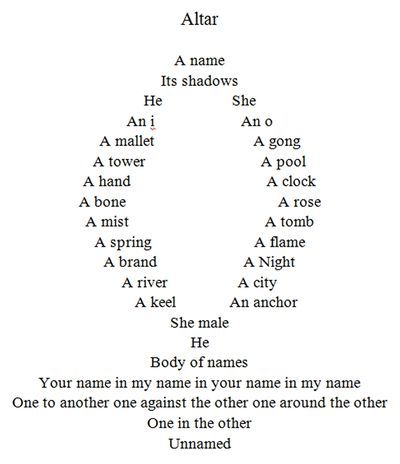 Altar
A name
Its shadows
He She
An i An o
A mallet A gong
A tower A pool
A hand A clock
A bone A rose
A mist A tomb
A spring A flame
A brand A Night
A river A city
A keel An anchor
She male
He
Body of names
Your name in my name in your name in my name
One to another one against the other one around the other
One in the other
Unnamed